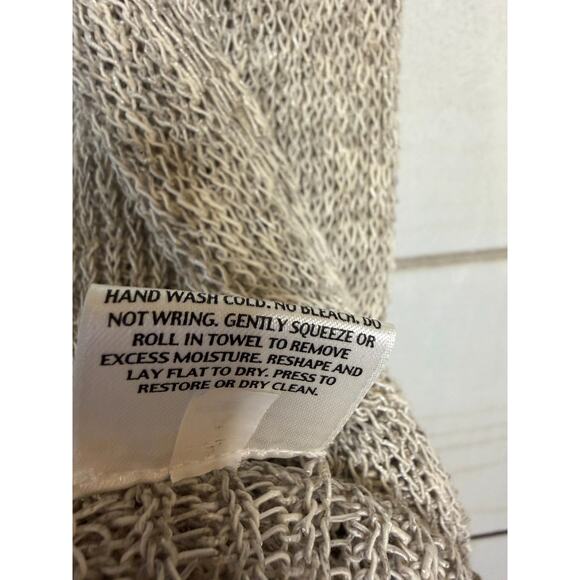 HAND WASH COLD. NO BLEACH. DO
NOT WRING. GENTLY SQUEEZE OR
ROLL IN TOWEL TO REMOVE
EXCESS MOISTURE. RESHAPE AND
LAY FLAT TO DRY. PRESS TO
RESTORE OR DRY CLEAN.